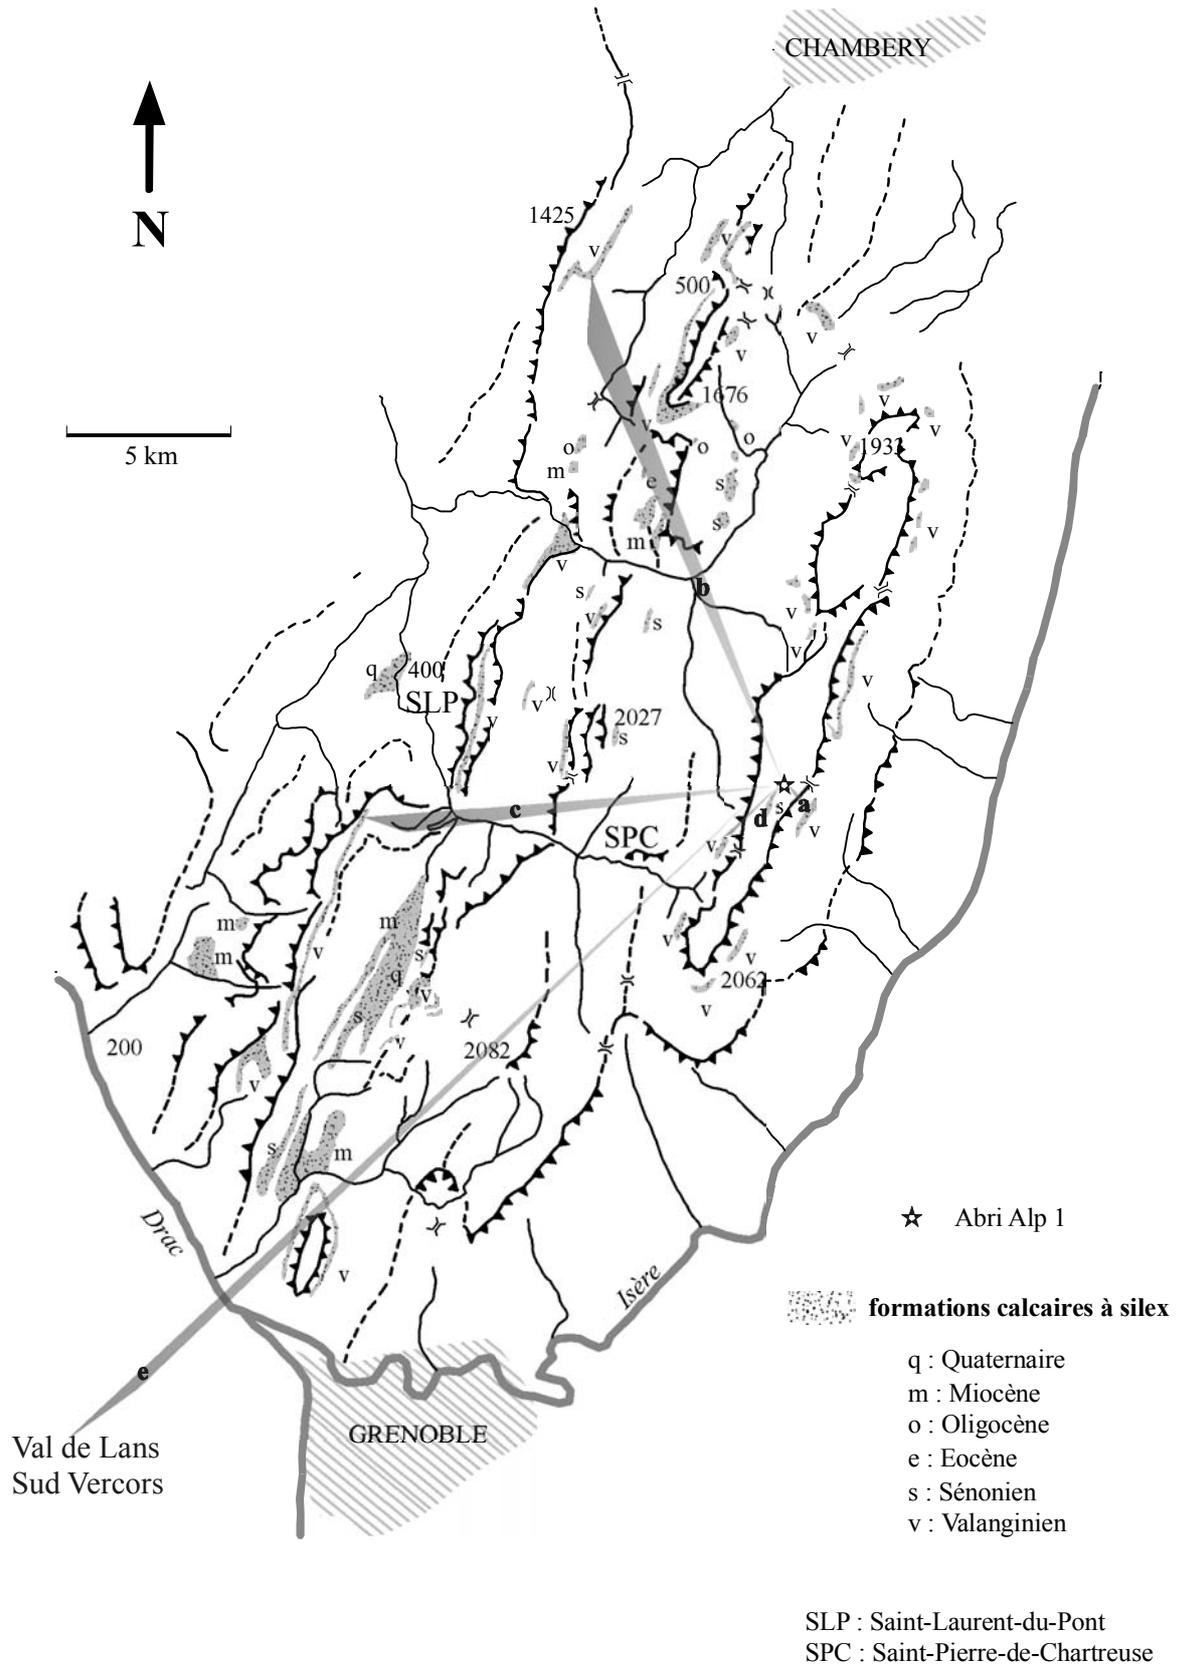 CHAMBERY
N
1425
v
v
500
v
v
5 km
1676
v
v
v
1933
o
o
o
v
m
e
s
v
s
m
v
b
s
v
s
v
v
q
400
SLP
v
v
v
2027
s
v
c
a
s
d
v
SPC
v
m
m
v
m
v
s
v
q
2062
v
s
v
v
200
2082
v
s
m
Drac
v
Isère
e
Val de Lans
Sud Vercors
GRENOBLE
Abri Alp 1
formations calcaires à silex
q : Quaternaire
m : Miocène
o : Oligocène
e : Eocène
s : Sénonien
v : Valanginien
SLP : Saint-Laurent-du-Pont
SPC : Saint-Pierre-de-Chartreuse